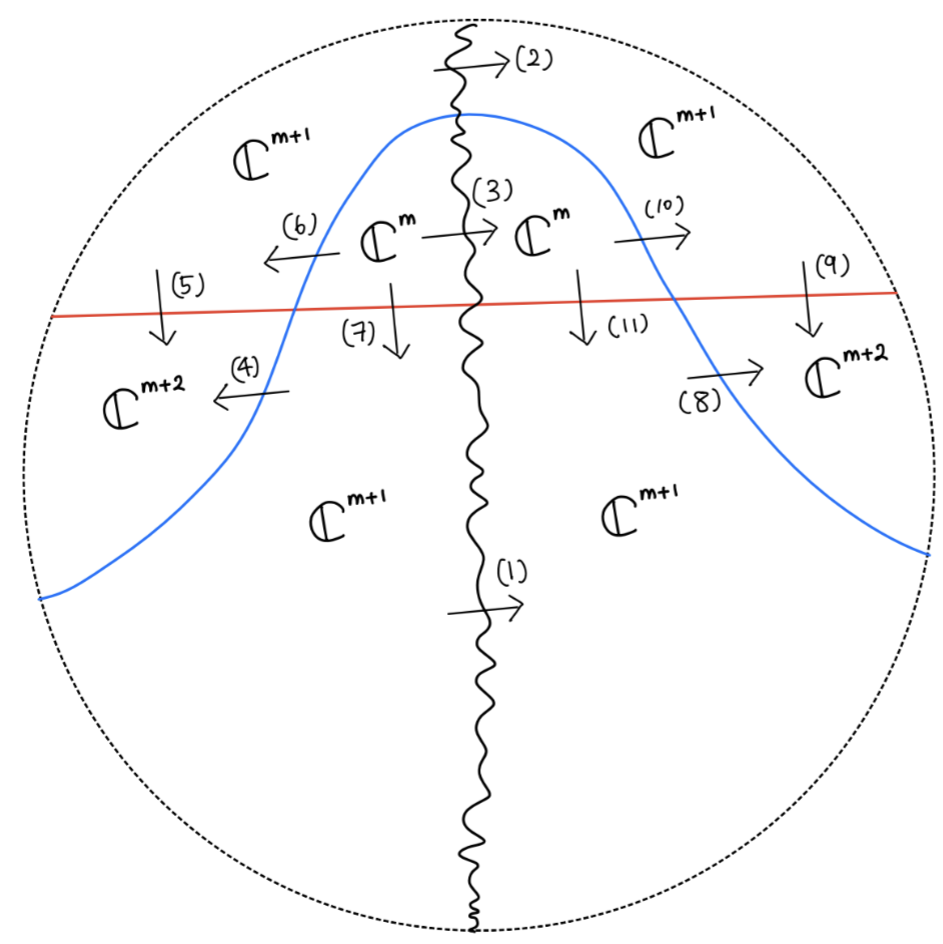 (2)
ℂ^{m+1}
ℂ^{m+1}
(3)
(10)
(6)
ℂ^m
ℂ^m
(9)
(5)
(7)
(11)
(4)
ℂ^{m+2}
ℂ^{m+2}
(8)
ℂ^{m+1}
ℂ^{m+1}
(1)